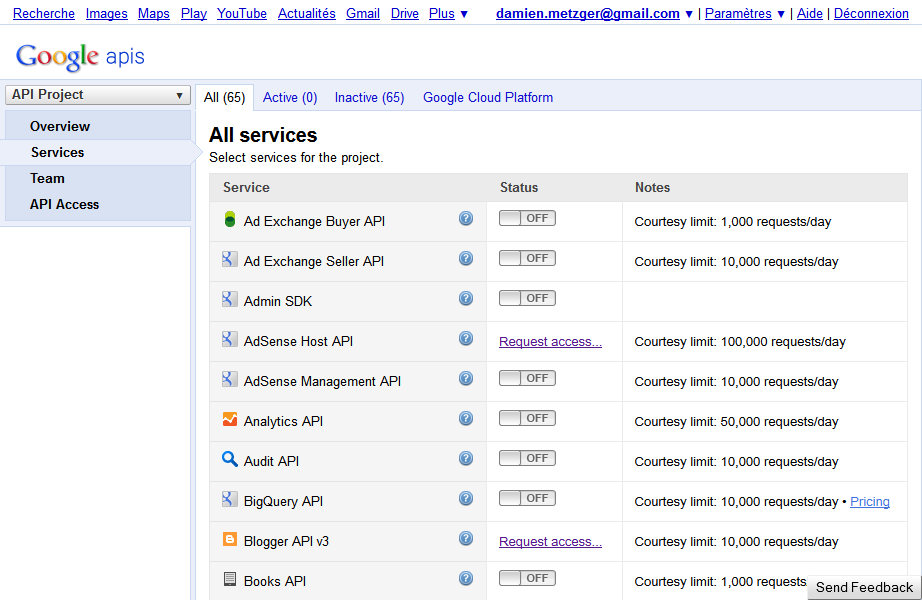 Recherche Images Maps Play YouTube Actualités Gmail Drive Plus ▼ damien.metzger@gmail.com ▼ | Paramètres ▼ | Aide | Déconnexion
Google apis
API Project ▼
All (65) Active (0) Inactive (65) Google Cloud Platform
Overview
Services
Team
API Access
All services
Select services for the project.
Service Status Notes
Ad Exchange Buyer API ? OFF Courtesy limit: 1,000 requests/day
Ad Exchange Seller API ? OFF Courtesy limit: 10,000 requests/day
Admin SDK ? OFF
AdSense Host API ? Request access... Courtesy limit: 100,000 requests/day
AdSense Management API ? OFF Courtesy limit: 10,000 requests/day
Analytics API ? OFF Courtesy limit: 50,000 requests/day
Audit API ? OFF Courtesy limit: 10,000 requests/day
BigQuery API ? OFF Courtesy limit: 10,000 requests/day • Pricing
Blogger API v3 ? Request access... Courtesy limit: 10,000 requests/day
Books API ? OFF Courtesy limit: 1,000 requests/
Send Feedback